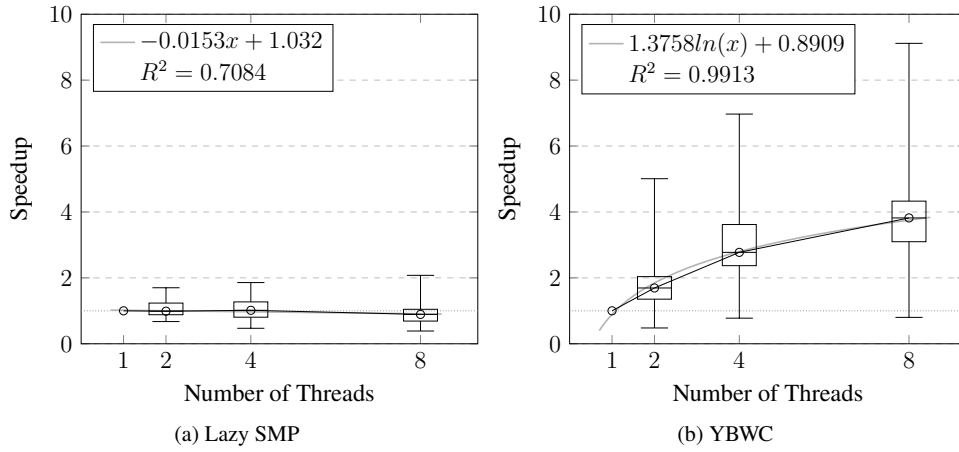 10
8
6
4
2
0
Speedup
−0.0153x + 1.032
R² = 0.7084
1 2 4 8
Number of Threads
(a) Lazy SMP
10
8
6
4
2
0
Speedup
1.3758ln(x) + 0.8909
R² = 0.9913
1 2 4 8
Number of Threads
(b) YBWC